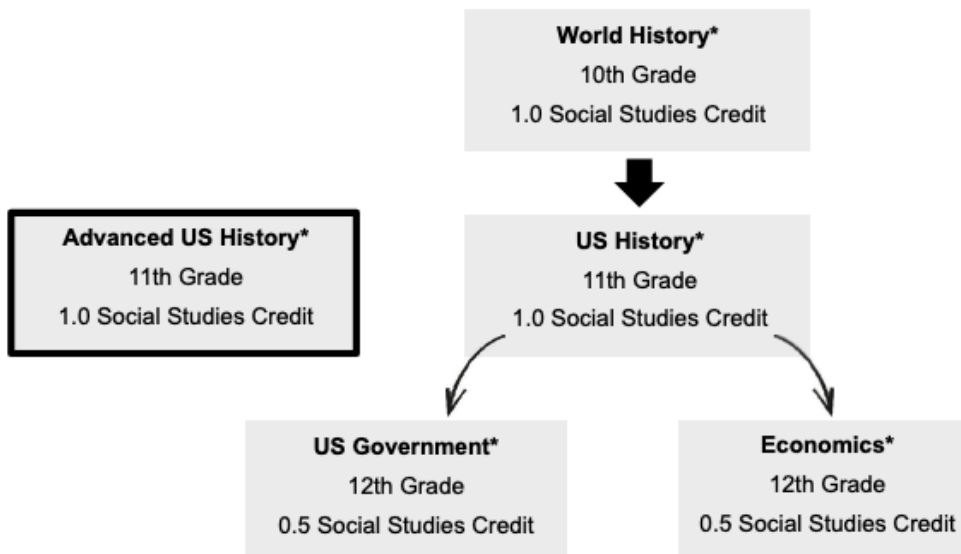 World History*
10th Grade
1.0 Social Studies Credit
Advanced US History*
11th Grade
1.0 Social Studies Credit
US History*
11th Grade
1.0 Social Studies Credit
US Government*
12th Grade
0.5 Social Studies Credit
Economics*
12th Grade
0.5 Social Studies Credit